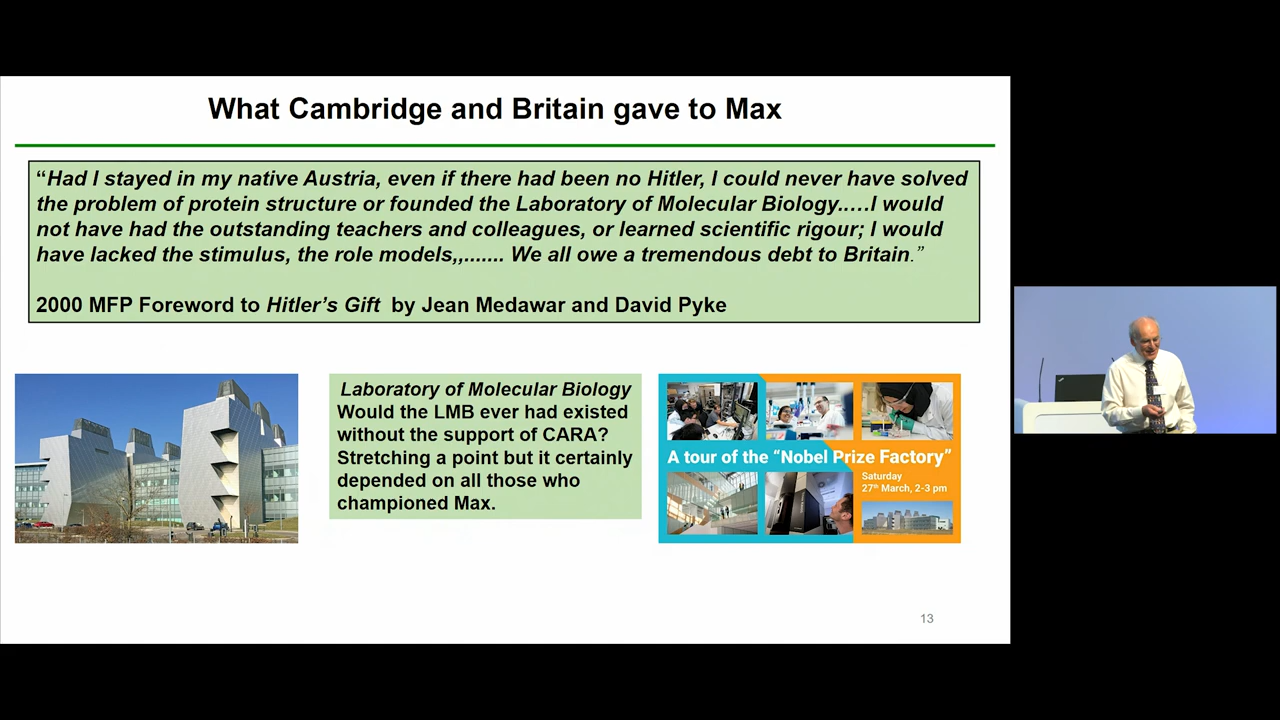 What Cambridge and Britain gave to Max
“Had I stayed in my native Austria, even if there had been no Hitler, I could never have solved
the problem of protein structure or founded the Laboratory of Molecular Biology..…I would
not have had the outstanding teachers and colleagues, or learned scientific rigour; I would
have lacked the stimulus, the role models,,....... We all owe a tremendous debt to Britain.”
2000 MFP Foreword to Hitler’s Gift by Jean Medawar and David Pyke
Laboratory of Molecular Biology
Would the LMB ever had existed
without the support of CARA?
Stretching a point but it certainly
depended on all those who
championed Max.
A tour of the “Nobel Prize Factory”
Saturday
27th March, 2-3 pm
13